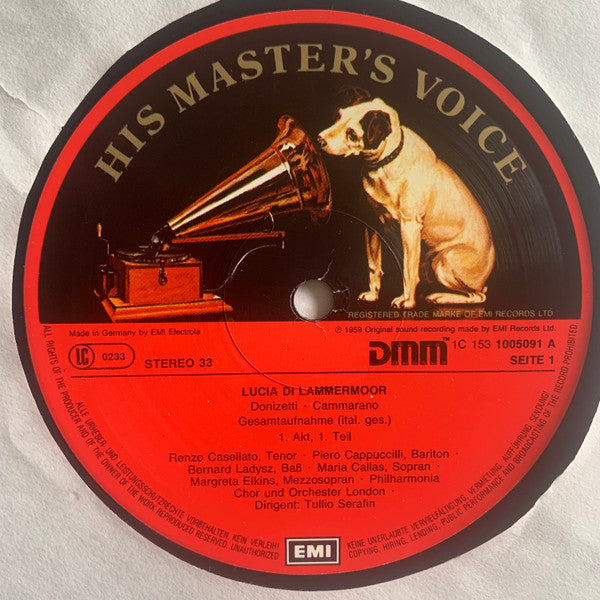 HIS MASTER'S VOICE
REGISTERED TRADE MARKE OF EMI RECORDS LTD.
Made in Germany by EMI Electrola
℗ 1959 Original sound recording made by EMI Records Ltd.
LC 0233
STEREO 33
DMM™ 1C 153 1005091 A
SEITE 1
LUCIA DI LAMMERMOOR
Donizetti · Cammarano
Gesamtaufnahme (ital. ges.)
1. Akt, 1. Teil
Renzo Casellato, Tenor · Piero Cappuccilli, Bariton ·
Bernard Ladysz, Baß · Maria Callas, Sopran ·
Margreta Elkins, Mezzosopran · Philharmonia
Chor und Orchester London ·
Dirigent: Tullio Serafin
EMI
ALLE URHEBER- UND LEISTUNGSSCHUTZRECHTE VORBEHALTEN. KEIN VERLEIH!
KEINE UNERLAUBTE VERVIELFÄLTIGUNG, VERMIETUNG, AUFFÜHRUNG, SENDUNG!
ALL RIGHTS OF THE PRODUCER AND OF THE OWNER OF THE WORK REPRODUCED RESERVED. UNAUTHORIZED
COPYING, HIRING, LENDING, PUBLIC PERFORMANCE AND BROADCASTING OF THE RECORD PROHIBITED.